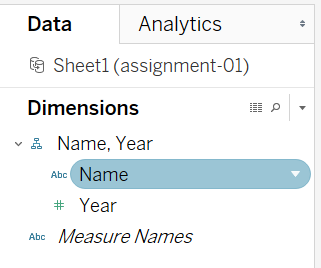 Data Analytics
Sheet1 (assignment-01)
Dimensions
Name, Year
Abc Name
# Year
Abc Measure Names